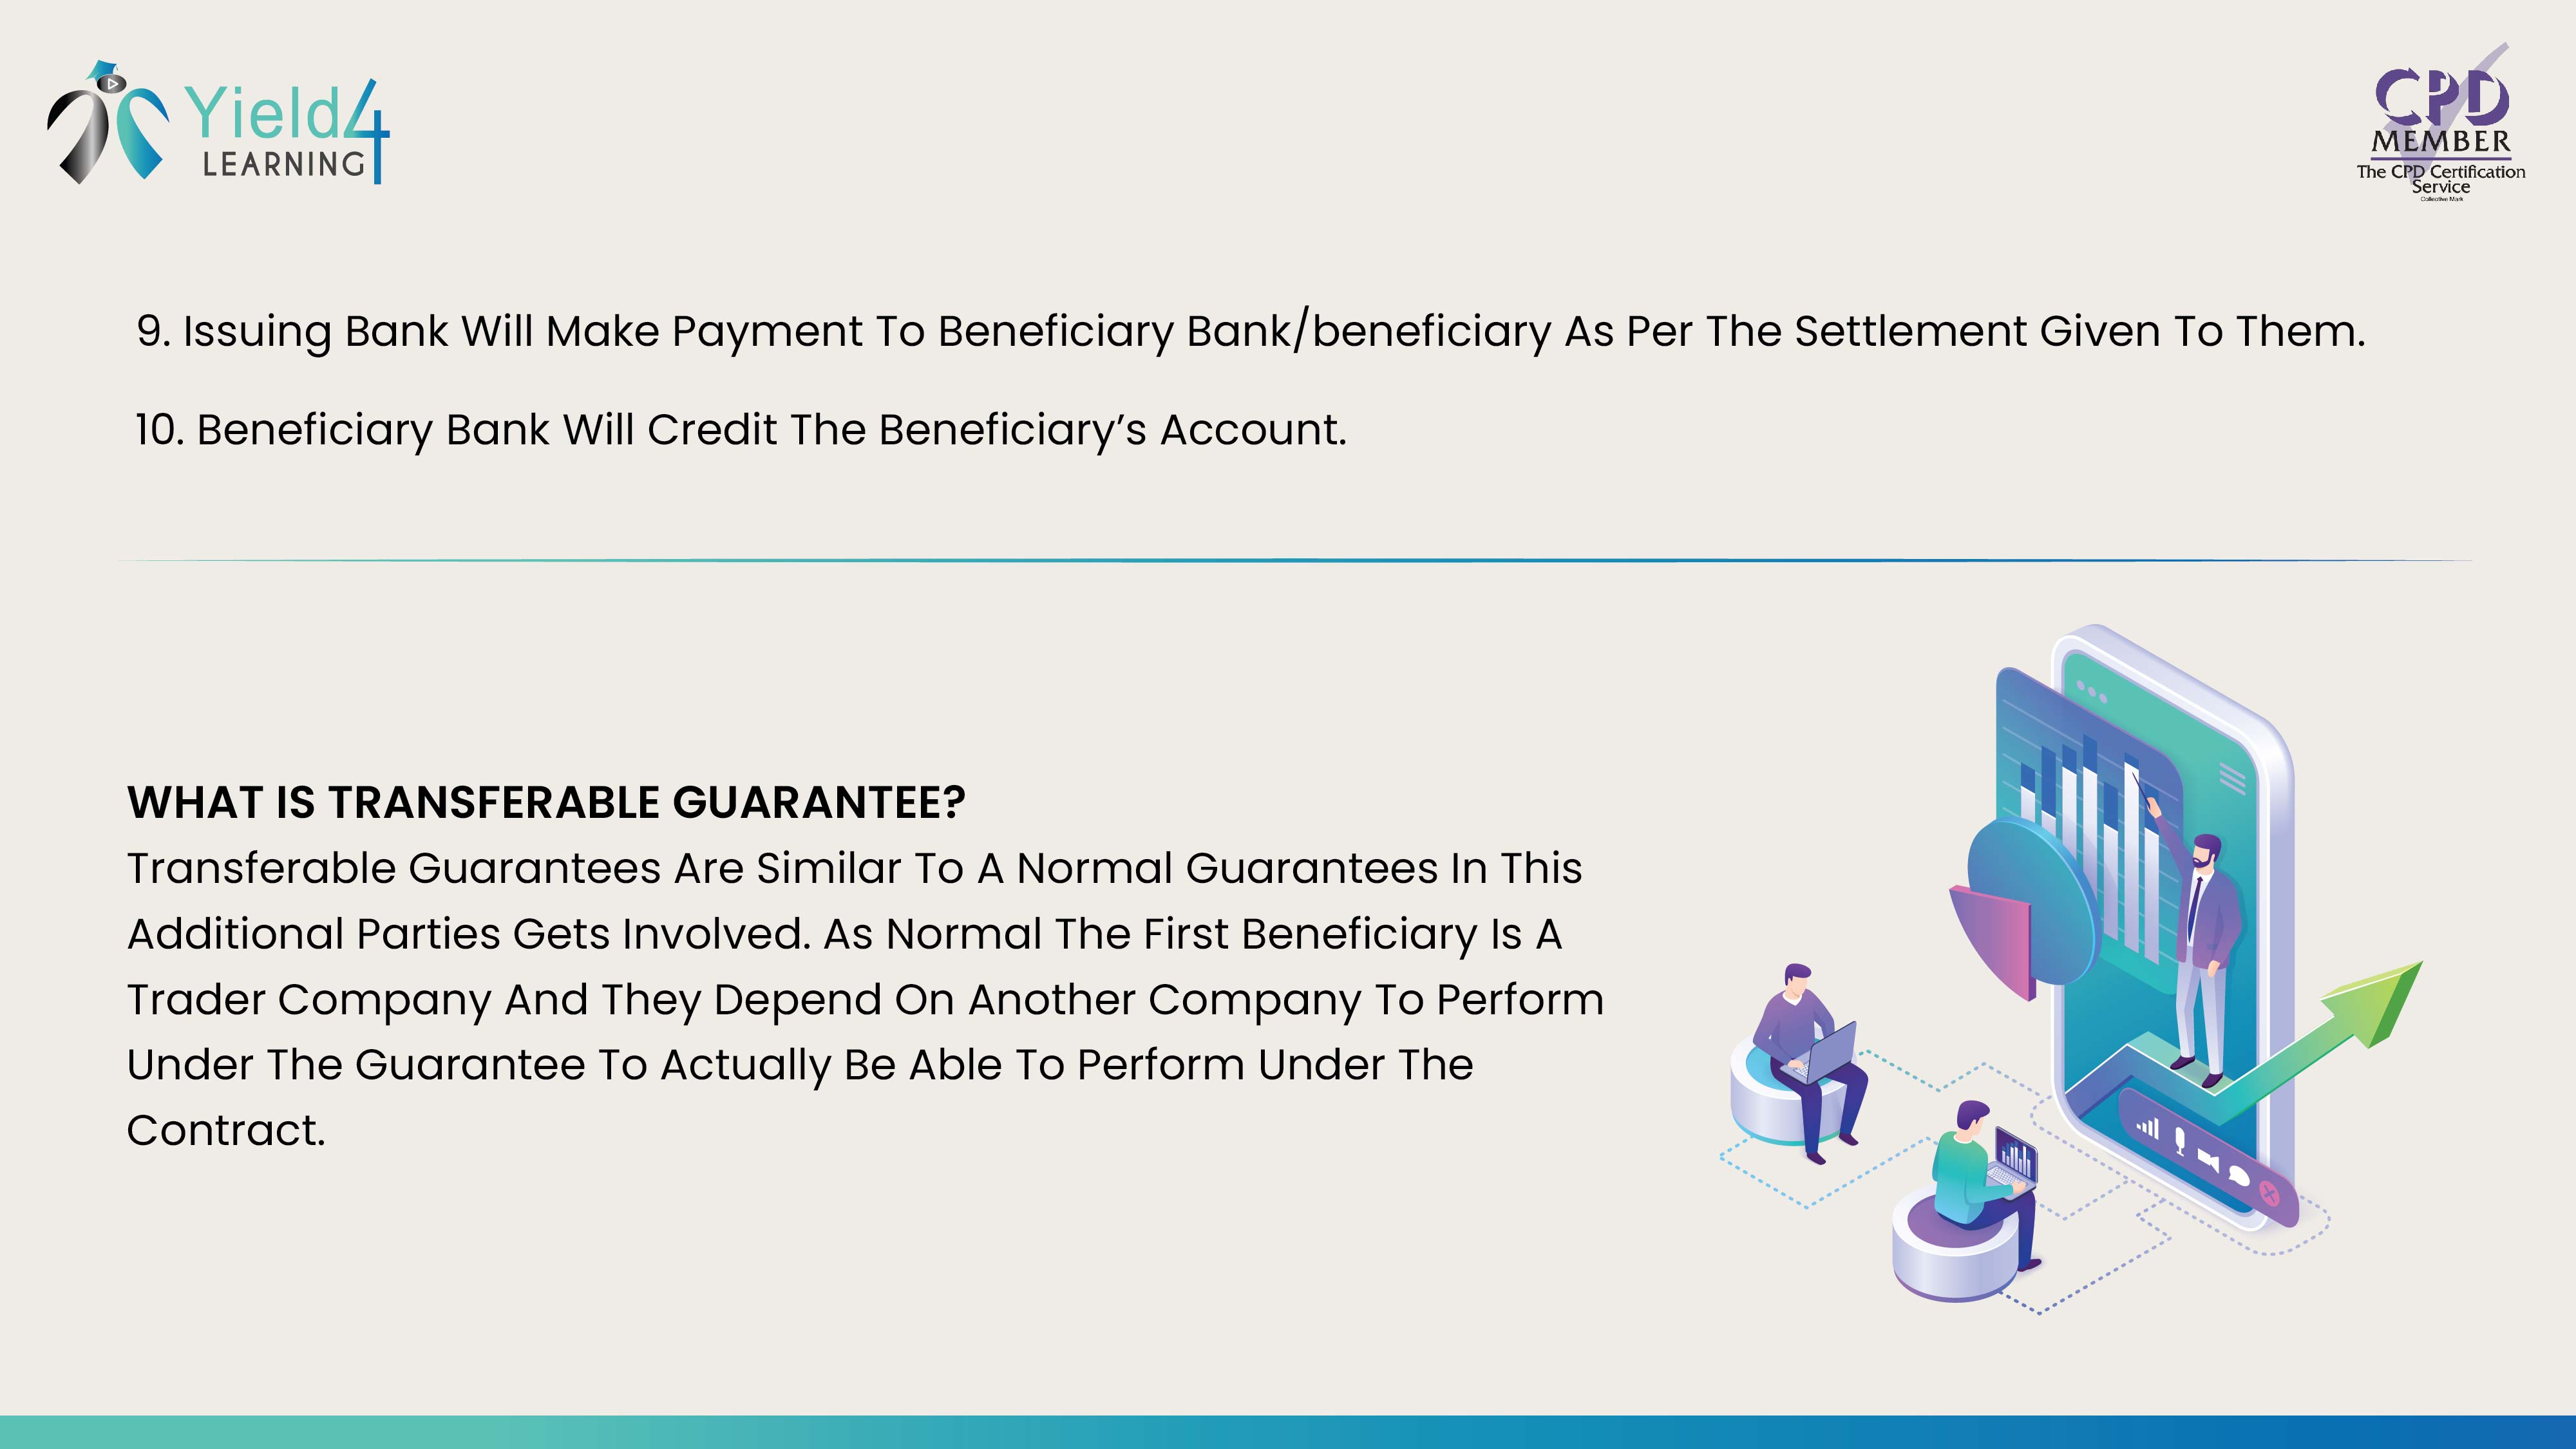 Yield4
LEARNING
CPD
MEMBER
The CPD Certification
Service
Collective Mark
9. Issuing Bank Will Make Payment To Beneficiary Bank/beneficiary As Per The Settlement Given To Them.
10. Beneficiary Bank Will Credit The Beneficiary’s Account.
WHAT IS TRANSFERABLE GUARANTEE?
Transferable Guarantees Are Similar To A Normal Guarantees In This
Additional Parties Gets Involved. As Normal The First Beneficiary Is A
Trader Company And They Depend On Another Company To Perform
Under The Guarantee To Actually Be Able To Perform Under The
Contract.